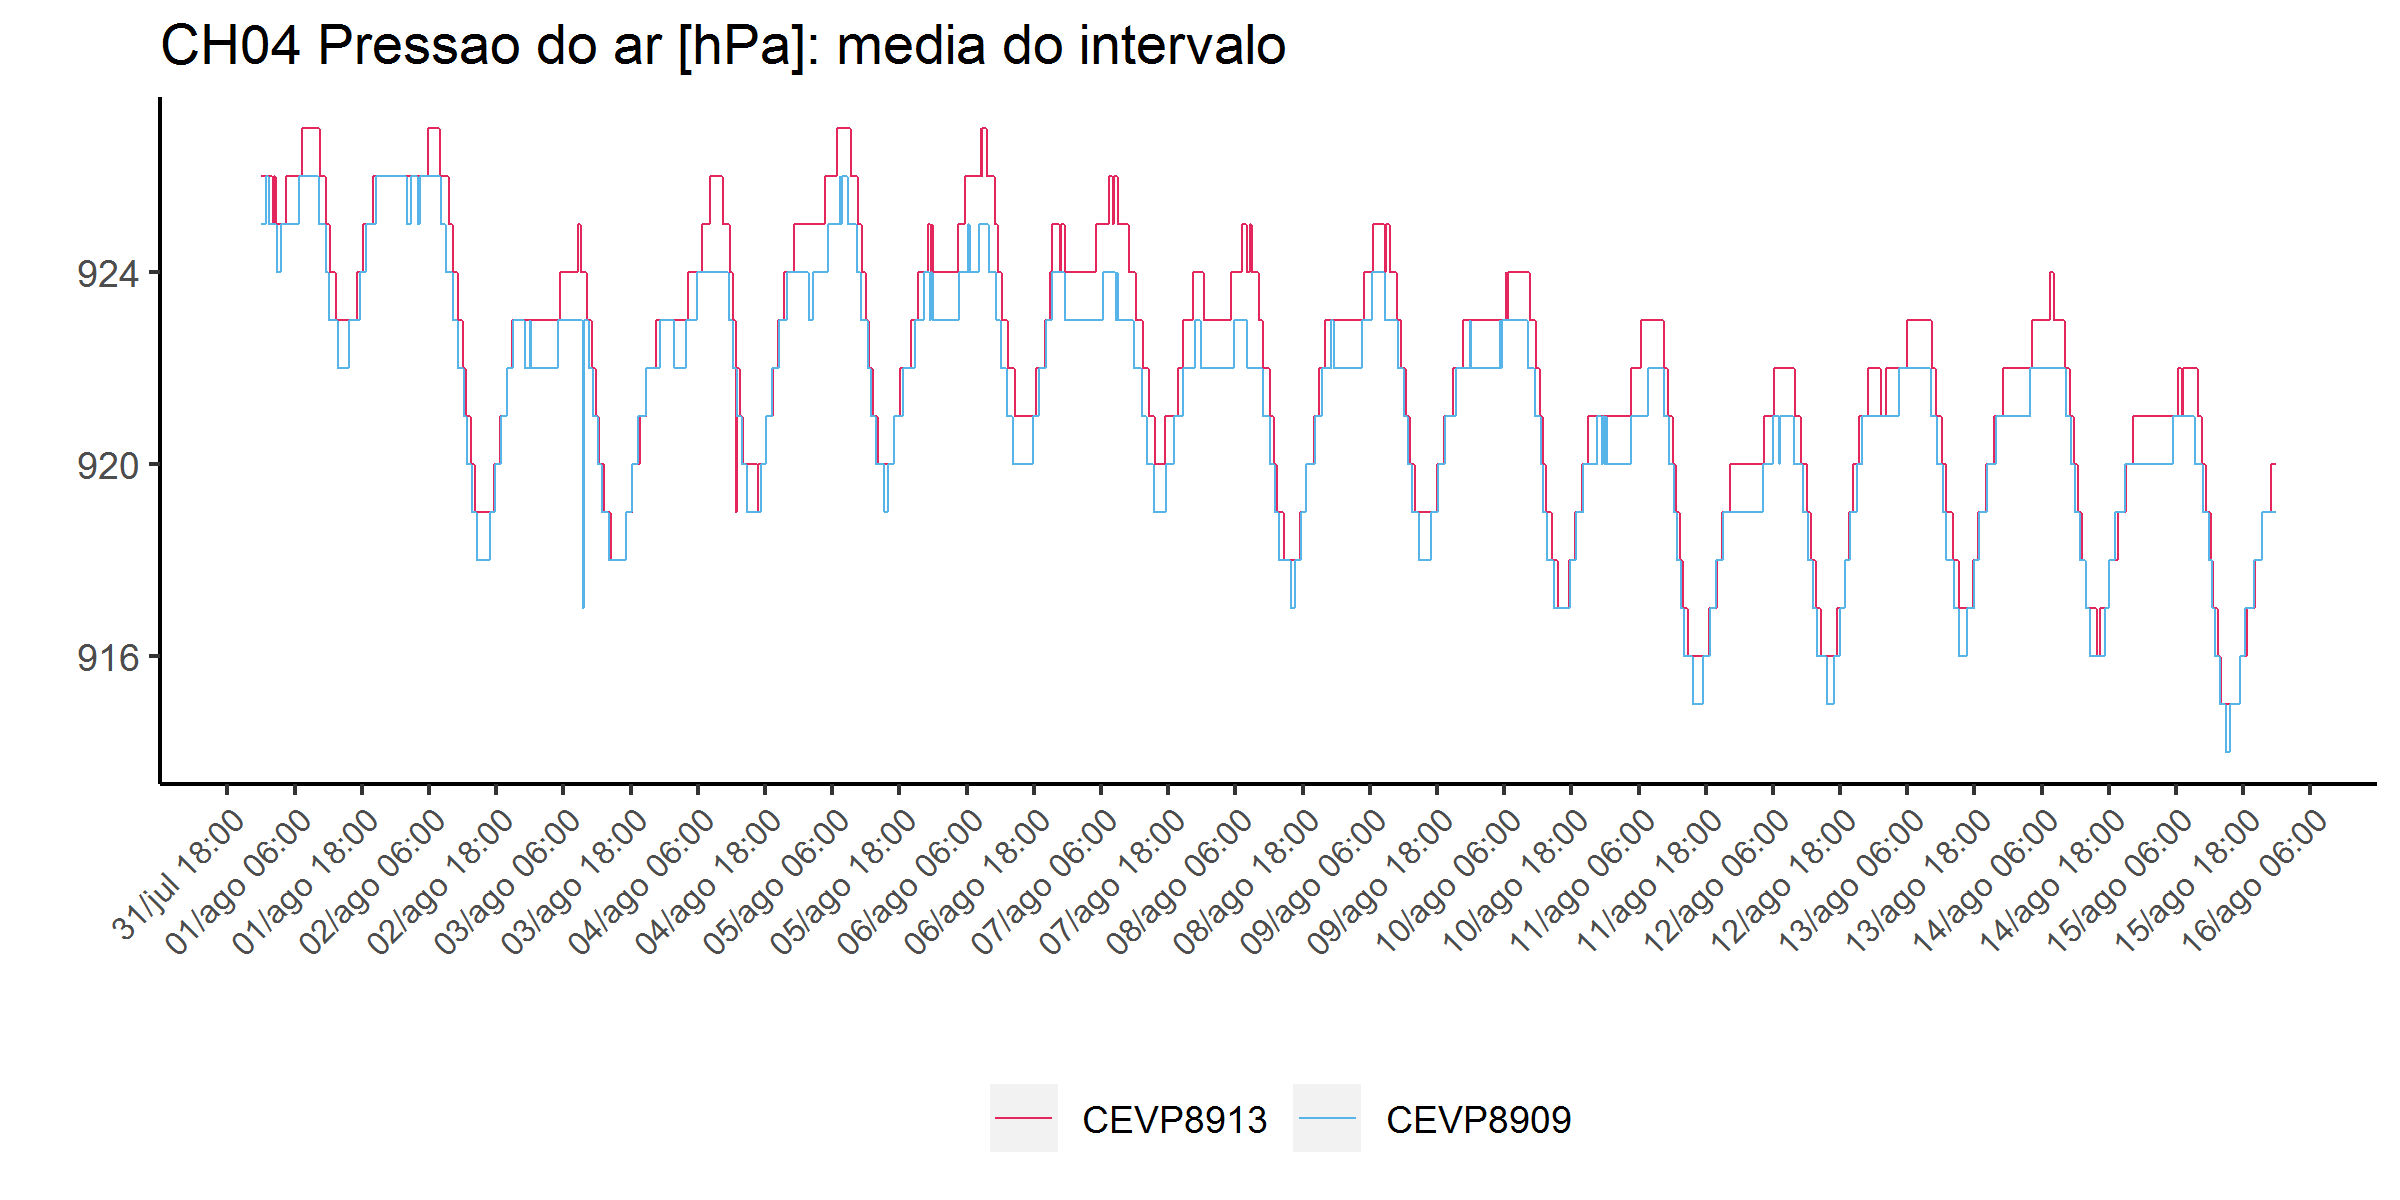 CH04 Pressao do ar [hPa]: media do intervalo
924
920
916
31/jul 18:00
01/ago 06:00
01/ago 18:00
02/ago 06:00
02/ago 18:00
03/ago 06:00
03/ago 18:00
04/ago 06:00
04/ago 18:00
05/ago 06:00
05/ago 18:00
06/ago 06:00
06/ago 18:00
07/ago 06:00
07/ago 18:00
08/ago 06:00
08/ago 18:00
09/ago 06:00
09/ago 18:00
10/ago 06:00
10/ago 18:00
11/ago 06:00
11/ago 18:00
12/ago 06:00
12/ago 18:00
13/ago 06:00
13/ago 18:00
14/ago 06:00
14/ago 18:00
15/ago 06:00
15/ago 18:00
16/ago 06:00
CEVP8913 CEVP8909